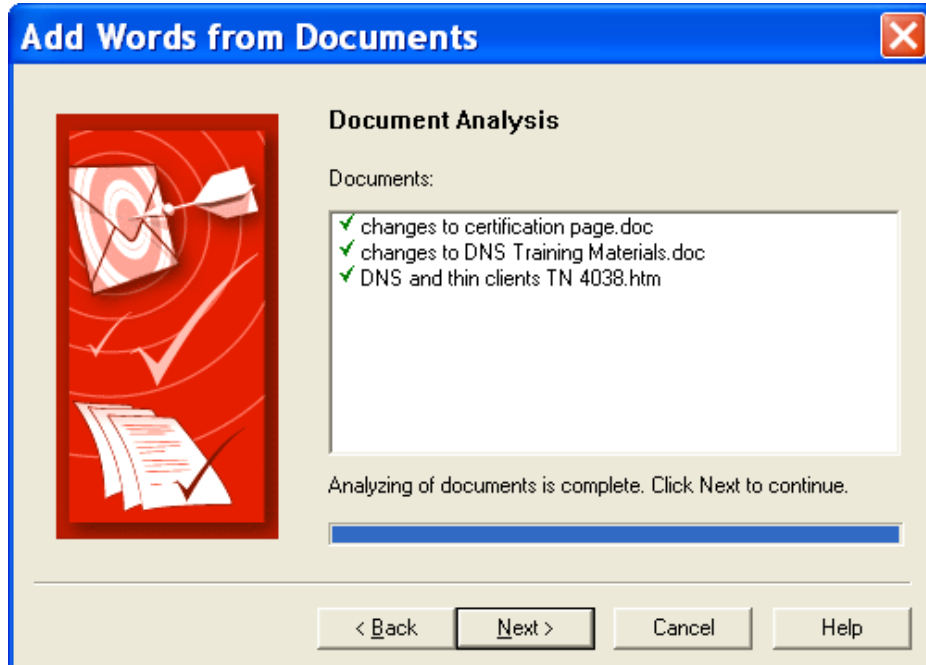 Add Words from Documents
Document Analysis
Documents:
changes to certification page.doc
changes to DNS Training Materials.doc
DNS and thin clients TN 4038.htm
Analyzing of documents is complete. Click Next to continue.
< Back Next > Cancel Help